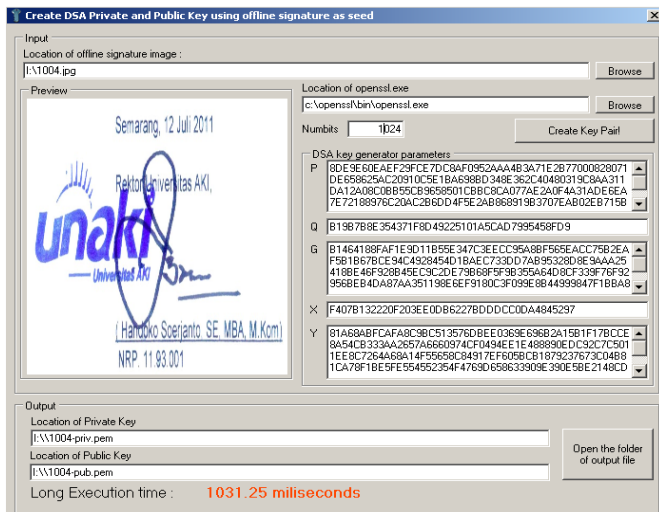 Create DSA Private and Public Key using offline signature as seed
Input
Location of offline signature image :
I:\1004.jpg
Browse
Preview
Semarang, 12 Juli 2011
Rektor Universitas AKI,
unaki
Universitas AKI
( Handoko Soerjanto, SE, MBA, M.Kom)
NRP. 11.93.001
Location of openssl.exe
c:\openssl\bin\openssl.exe
Browse
Numbits
1024
Create Key Pair!
DSA key generator parameters
P
8DE9E60EAEF29FCE7DC8AF0952AAA4B3A71E2B77000828071
DE658625AC20910C5E1BA698BD348E362C40480319C8AA311
DA12A08C0BB55CB9658501CBBC8CA077AE2A0F4A31ADE6EA
7E72188976C20AC2B6DD4F5E2AB868919B3707EAB02EB715B
Q
B19B7B8E354371F8D49225101A5CAD7995458FD9
G
B1464188FAF1E9D11B55E347C3EECC95A8BF565EACC75B2EA
F5B1B67BCE94C4928454D1BAEC733DD7AB95328D8E9AAA25
418BE46F928B45EC9C2DE79B68F5F9B355A64D8CF339F76F92
956BEB4DA87AA351198E6EF9180C3F099E8B44999847F1BBA8
X
F407B132220F203EE0DB6227BDDDCC0DA4845297
Y
81A68ABFCAFA8C9BC513576DBEE0369E696B2A15B1F17BCCE
8A54CB333AA2657A6660974CF0494EE1E488890EDC92C7C501
1EE8C7264A68A14F55658C84917EF605BCB1879237673C04B8
1CA78F1BE5FE554552354F4769D658633909E390E5BE2148CD
Output
Location of Private Key
I:\\1004-priv.pem
Location of Public Key
I:\\1004-pub.pem
Open the folder
of output file
Long Execution time : 1031.25 miliseconds